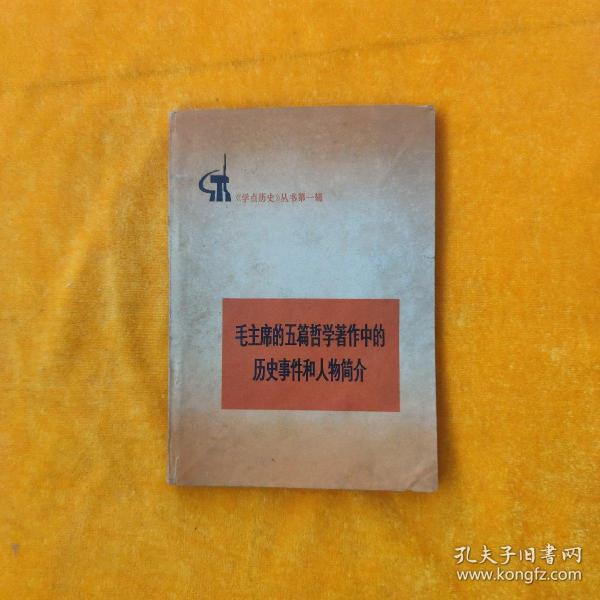 《学点历史》丛书第一辑
毛主席的五篇哲学著作中的
历史事件和人物简介
孔夫子旧书网
www.kongfz.com